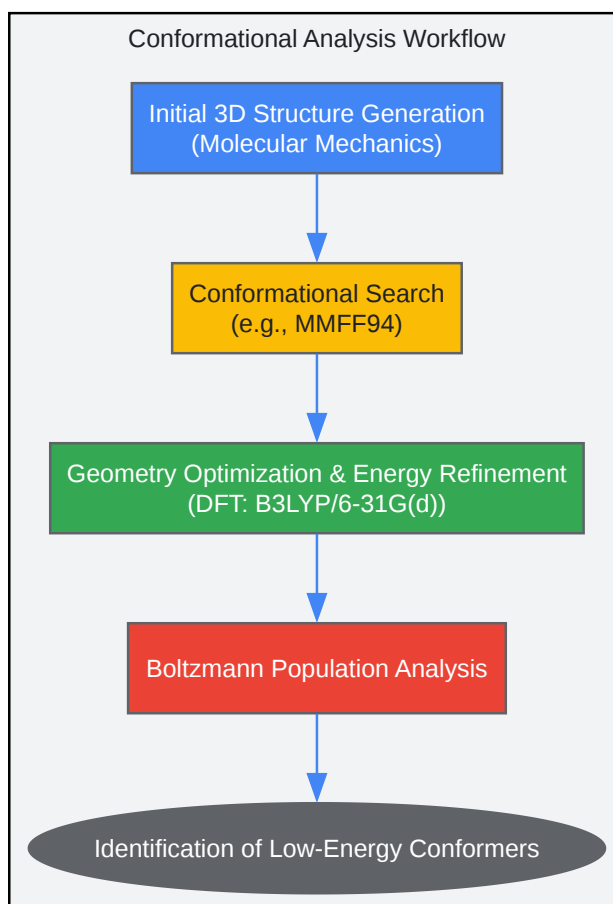 Conformational Analysis Workflow
Initial 3D Structure Generation
(Molecular Mechanics)
Conformational Search
(e.g., MMFF94)
Geometry Optimization & Energy Refinement
(DFT: B3LYP/6-31G(d))
Boltzmann Population Analysis
Identification of Low-Energy Conformers